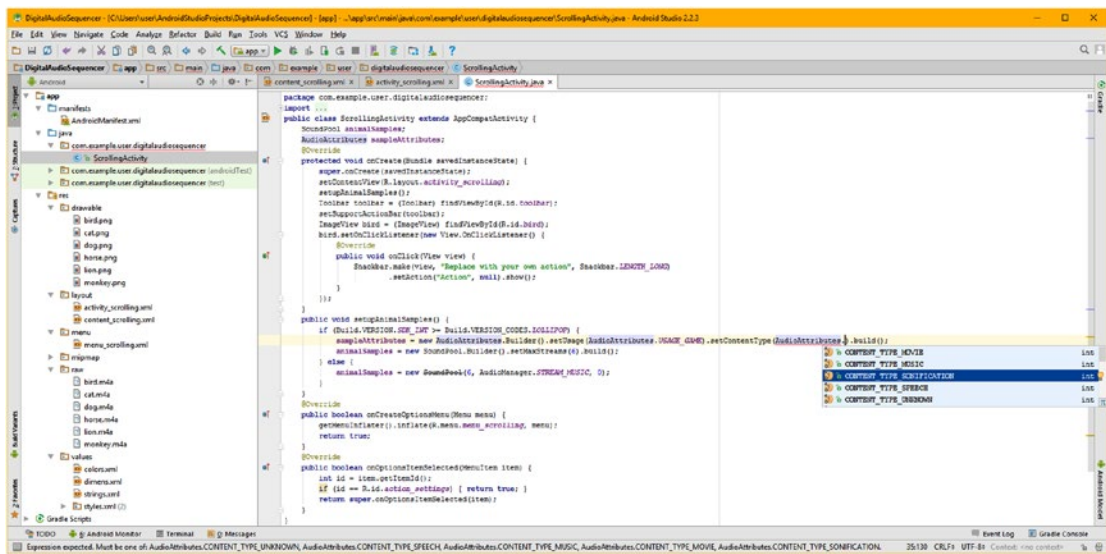 DigitalAudioSequencer - [C:\Users\user\AndroidStudioProjects\DigitalAudioSequencer] - [app] - ...\app\src\main\java\com\example\user\digitalaudiosequencer\ScrollingActivity.java - Android Studio 2.2.3
File Edit View Navigate Code Analyze Refactor Build Run Tools VCS Window Help
app
DigitalAudioSequencer app src main java com example user digitalaudiosequencer ScrollingActivity
Android
content_scrolling.xml activity_scrolling.xml ScrollingActivity.java
1: Project
Structure
Captures
Build Variants
2: Favorites
app
manifests
AndroidManifest.xml
java
com.example.user.digitalaudiosequencer
ScrollingActivity
com.example.user.digitalaudiosequencer (androidTest)
com.example.user.digitalaudiosequencer (test)
res
drawable
bird.png
cat.png
dog.png
horse.png
lion.png
monkey.png
layout
activity_scrolling.xml
content_scrolling.xml
menu
menu_scrolling.xml
mipmap
raw
bird.m4a
cat.m4a
dog.m4a
horse.m4a
lion.m4a
monkey.m4a
values
colors.xml
dimens.xml
strings.xml
styles.xml (2)
Gradle Scripts
package com.example.user.digitalaudiosequencer;
import ...
public class ScrollingActivity extends AppCompatActivity {
SoundPool animalSamples;
AudioAttributes sampleAttributes;
@Override
protected void onCreate(Bundle savedInstanceState) {
super.onCreate(savedInstanceState);
setContentView(R.layout.activity_scrolling);
setupAnimalSamples();
Toolbar toolbar = (Toolbar) findViewById(R.id.toolbar);
setSupportActionBar(toolbar);
ImageView bird = (ImageView) findViewById(R.id.bird);
bird.setOnClickListener(new View.OnClickListener() {
@Override
public void onClick(View view) {
Snackbar.make(view, "Replace with your own action", Snackbar.LENGTH_LONG)
.setAction("Action", null).show();
}
});
}
public void setupAnimalSamples() {
if (Build.VERSION.SDK_INT >= Build.VERSION_CODES.LOLLIPOP) {
sampleAttributes = new AudioAttributes.Builder().setUsage(AudioAttributes.USAGE_GAME).setContentType(AudioAttributes.).build();
animalSamples = new SoundPool.Builder().setMaxStreams(6).build();
} else {
animalSamples = new SoundPool(6, AudioManager.STREAM_MUSIC, 0);
}
}
@Override
public boolean onCreateOptionsMenu(Menu menu) {
getMenuInflater().inflate(R.menu.menu_scrolling, menu);
return true;
}
@Override
public boolean onOptionsItemSelected(MenuItem item) {
int id = item.getItemId();
if (id == R.id.action_settings) { return true; }
return super.onOptionsItemSelected(item);
}
}
CONTENT_TYPE_MOVIE int
CONTENT_TYPE_MUSIC int
CONTENT_TYPE_SONIFICATION int
CONTENT_TYPE_SPEECH int
CONTENT_TYPE_UNKNOWN int
Gradle
Android Model
TODO 6: Android Monitor Terminal 0: Messages Event Log Gradle Console
Expression expected. Must be one of: AudioAttributes.CONTENT_TYPE_UNKNOWN, AudioAttributes.CONTENT_TYPE_SPEECH, AudioAttributes.CONTENT_TYPE_MUSIC, AudioAttributes.CONTENT_TYPE_MOVIE, AudioAttributes.CONTENT_TYPE_SONIFICATION. 25:130 CRLF÷ UTF-8÷ Context: <no context>